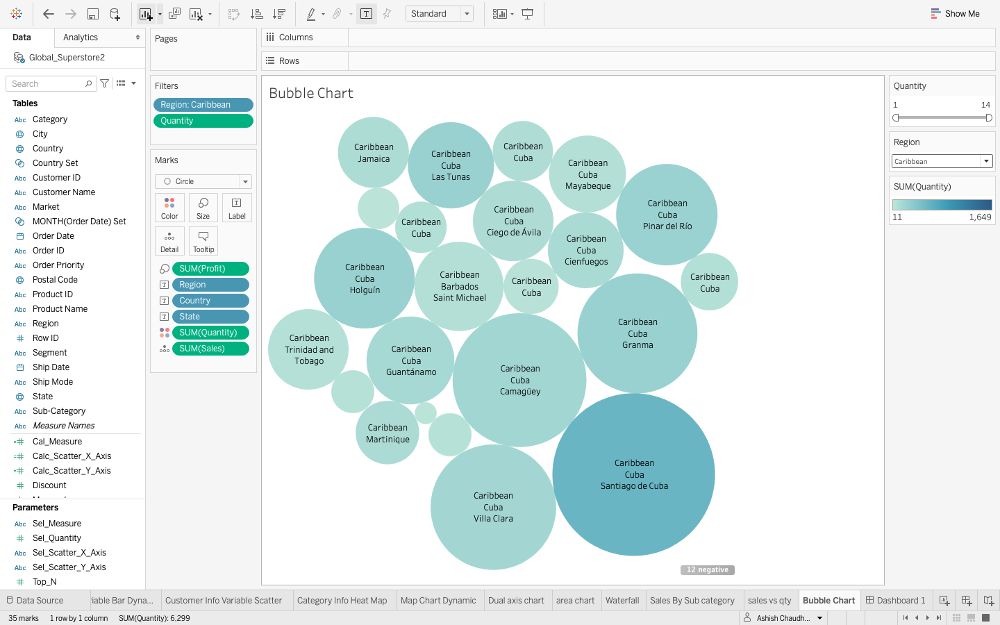 Standard
Show Me
Data
Analytics
Global_Superstore2
Search
Tables
Abc Category
City
Country
Country Set
Abc Customer ID
Abc Customer Name
Abc Market
MONTH(Order Date) Set
Order Date
Abc Order ID
Abc Order Priority
Postal Code
Abc Product ID
Abc Product Name
Abc Region
Row ID
Abc Segment
Ship Date
Abc Ship Mode
State
Abc Sub-Category
Abc Measure Names
Cal_Measure
Calc_Scatter_X_Axis
Calc_Scatter_Y_Axis
Discount
Parameters
Abc Sel_Measure
Sel_Quantity
Abc Sel_Scatter_X_Axis
Abc Sel_Scatter_Y_Axis
Top_N
Pages
Filters
Region: Caribbean
Quantity
Marks
Circle
Color
Size
Label
Detail
Tooltip
SUM(Profit)
Region
Country
State
SUM(Quantity)
SUM(Sales)
Columns
Rows
Bubble Chart
Caribbean
Jamaica
Caribbean
Cuba
Las Tunas
Caribbean
Cuba
Caribbean
Cuba
Mayabeque
Caribbean
Cuba
Pinar del Río
Caribbean
Cuba
Caribbean
Cuba
Ciego de Ávila
Caribbean
Cuba
Cienfuegos
Caribbean
Cuba
Holguín
Caribbean
Barbados
Saint Michael
Caribbean
Cuba
Caribbean
Cuba
Caribbean
Trinidad and
Tobago
Caribbean
Cuba
Guantánamo
Caribbean
Cuba
Camagüey
Caribbean
Cuba
Granma
Caribbean
Martinique
Caribbean
Cuba
Villa Clara
Caribbean
Cuba
Santiago de Cuba
12 negative
Quantity
1 14
Region
Caribbean
SUM(Quantity)
11 1,649
Data Source
riable Bar Dyna...
Customer Info Variable Scatter
Category Info Heat Map
Map Chart Dynamic
Dual axis chart
area chart
Waterfall
Sales By Sub category
sales vs qty
Bubble Chart
Dashboard 1
35 marks
1 row by 1 column
SUM(Quantity): 6,299
Ashish Chaudh...